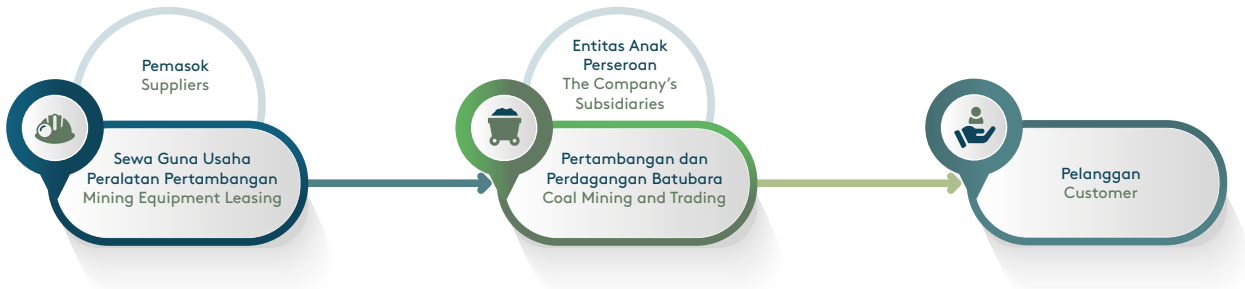 Pemasok
Suppliers
Sewa Guna Usaha
Peralatan Pertambangan
Mining Equipment Leasing
Entitas Anak
Perseroan
The Company's
Subsidiaries
Pertambangan dan
Perdagangan Batubara
Coal Mining and Trading
Pelanggan
Customer